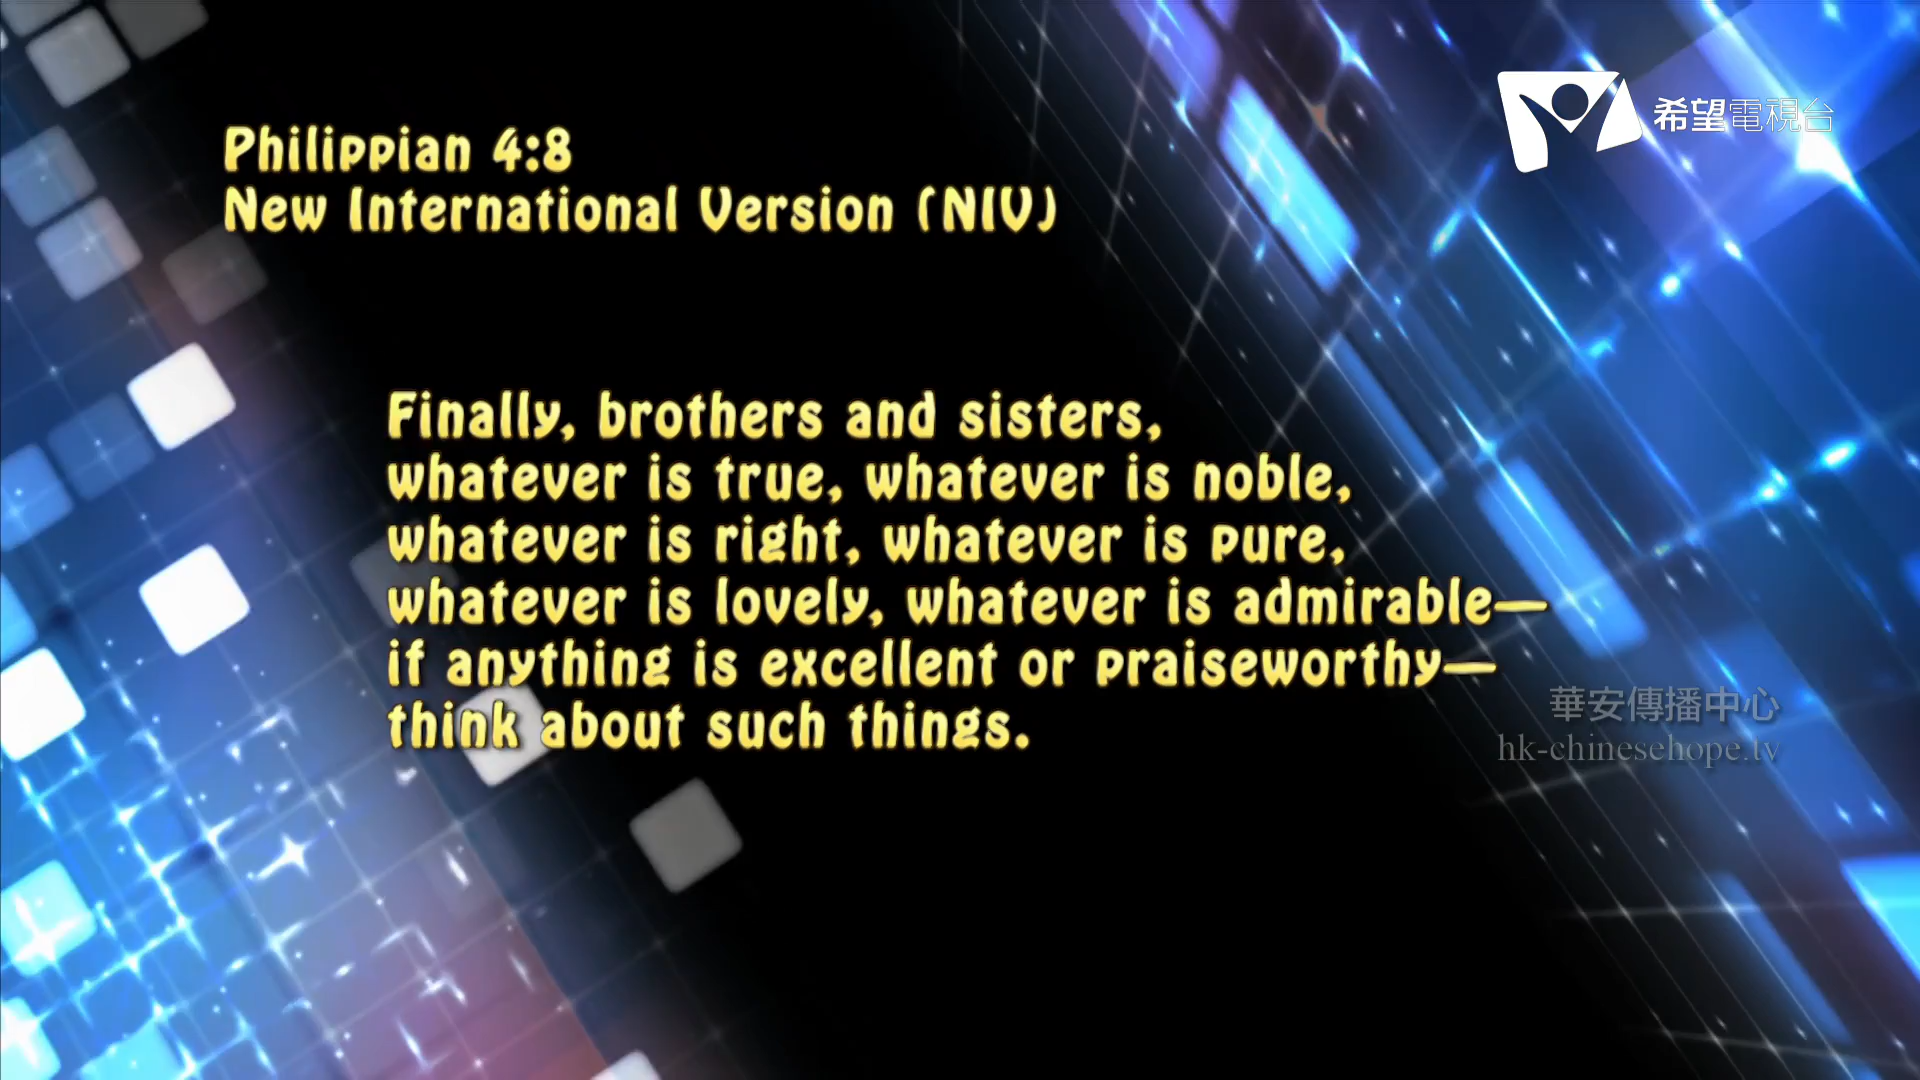 希望電視台
Philippian 4:8
New International Version (NIV)
Finally, brothers and sisters,
whatever is true, whatever is noble,
whatever is right, whatever is pure,
whatever is lovely, whatever is admirable—
if anything is excellent or praiseworthy—
think about such things.
華安傳播中心
hk-chinesehope.tv